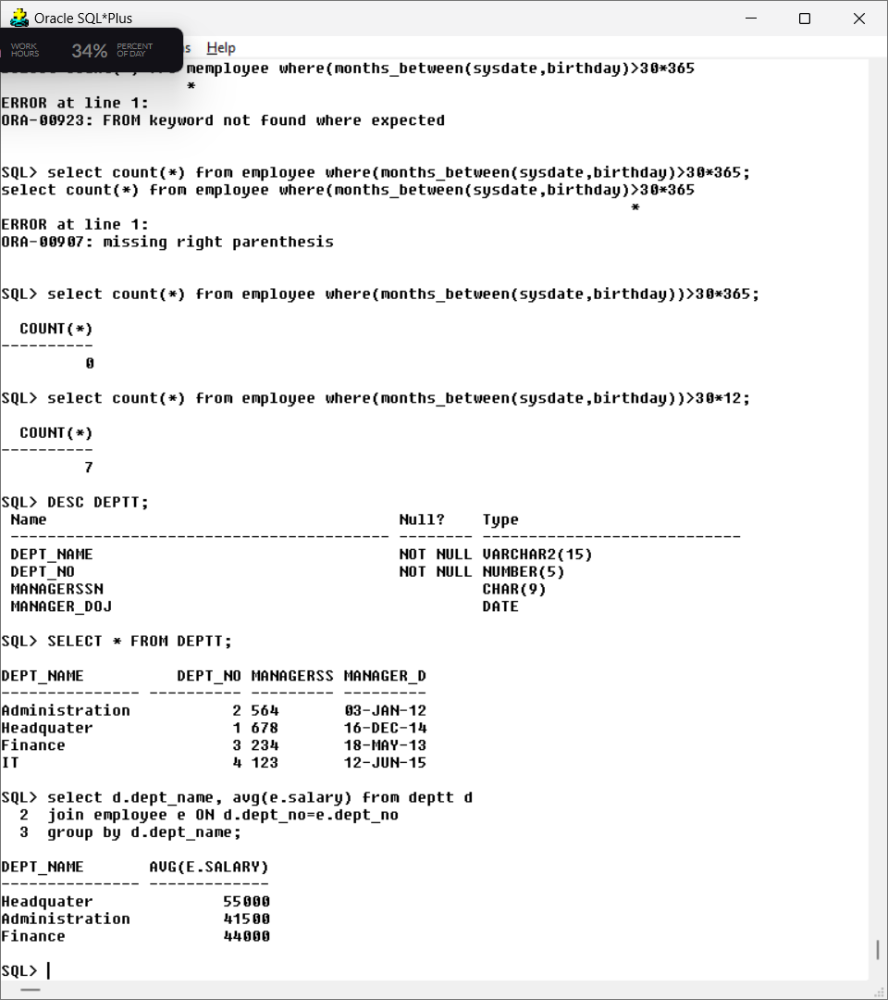 Oracle SQL*Plus
WORK HOURS
34% PERCENT OF DAY
Help
memployee where(months_between(sysdate,birthday)>30*365
*
ERROR at line 1:
ORA-00923: FROM keyword not found where expected
SQL> select count(*) from employee where(months_between(sysdate,birthday)>30*365;
select count(*) from employee where(months_between(sysdate,birthday)>30*365
*
ERROR at line 1:
ORA-00907: missing right parenthesis
SQL> select count(*) from employee where(months_between(sysdate,birthday))>30*365;
COUNT(*)
----------
0
SQL> select count(*) from employee where(months_between(sysdate,birthday))>30*12;
COUNT(*)
----------
7
SQL> DESC DEPTT;
Name Null? Type
----------------------------------------- -------- ----------------------------
DEPT_NAME NOT NULL VARCHAR2(15)
DEPT_NO NOT NULL NUMBER(5)
MANAGERSSN CHAR(9)
MANAGER_DOJ DATE
SQL> SELECT * FROM DEPTT;
DEPT_NAME DEPT_NO MANAGERSS MANAGER_D
--------------- ---------- --------- ---------
Administration 2 564 03-JAN-12
Headquater 1 678 16-DEC-14
Finance 3 234 18-MAY-13
IT 4 123 12-JUN-15
SQL> select d.dept_name, avg(e.salary) from deptt d
2 join employee e ON d.dept_no=e.dept_no
3 group by d.dept_name;
DEPT_NAME AVG(E.SALARY)
--------------- -------------
Headquater 55000
Administration 41500
Finance 44000
SQL>